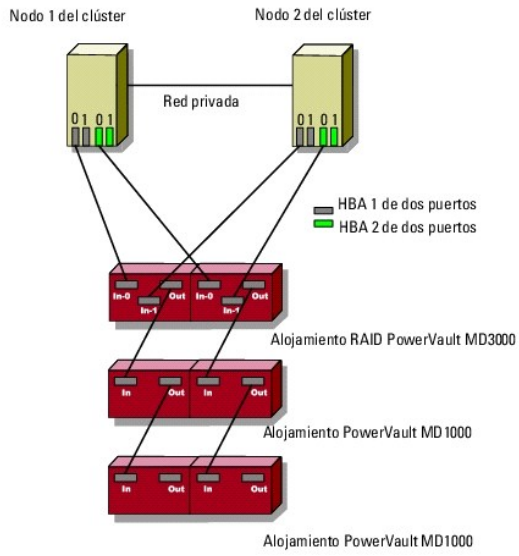 Nodo 1 del clúster
Nodo 2 del clúster
Red privada
0 1 0 1
0 1 0 1
HBA 1 de dos puertos
HBA 2 de dos puertos
In-0 Out In-0 Out
In-1 In-1
Alojamiento RAID PowerVault MD3000
In Out In Out
Alojamiento PowerVault MD1000
In Out In Out
Alojamiento PowerVault MD1000